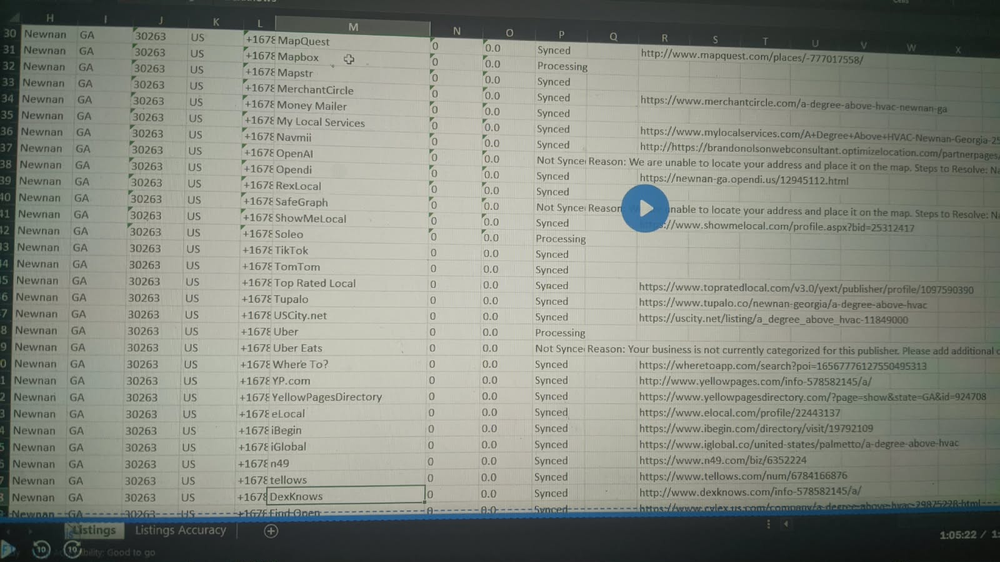 H I J K L M N O P Q R S T U V W X
30 Newnan GA 30263 US +1678 MapQuest 0 0.0 Synced http://www.mapquest.com/places/-777017558/
31 Newnan GA 30263 US +1678 Mapbox 0 0.0 Processing
32 Newnan GA 30263 US +1678 Mapstr 0 0.0 Synced
33 Newnan GA 30263 US +1678 MerchantCircle 0 0.0 Synced https://www.merchantcircle.com/a-degree-above-hvac-newnan-ga
34 Newnan GA 30263 US +1678 Money Mailer 0 0.0 Synced
35 Newnan GA 30263 US +1678 My Local Services 0 0.0 Synced https://www.mylocalservices.com/A+Degree+Above+HVAC-Newnan-Georgia-25
36 Newnan GA 30263 US +1678 Navmii 0 0.0 Synced http://https://brandonolsonwebconsultant.optimizelocation.com/partnerpages/
37 Newnan GA 30263 US +1678 OpenAI 0 0.0 Not Synce Reason: We are unable to locate your address and place it on the map. Steps to Resolve: Na
38 Newnan GA 30263 US +1678 Opendi 0 0.0 Synced https://newnan-ga.opendi.us/12945112.html
39 Newnan GA 30263 US +1678 RexLocal 0 0.0 Synced
40 Newnan GA 30263 US +1678 SafeGraph 0 0.0 Not Synce Reason: unable to locate your address and place it on the map. Steps to Resolve: Na
41 Newnan GA 30263 US +1678 ShowMeLocal 0 0.0 Synced ://www.showmelocal.com/profile.aspx?bid=25312417
2 Newnan GA 30263 US +1678 Soleo 0 0.0 Processing
3 Newnan GA 30263 US +1678 TikTok 0 0.0 Synced
4 Newnan GA 30263 US +1678 TomTom 0 0.0 Synced
5 Newnan GA 30263 US +1678 Top Rated Local 0 0.0 Synced https://www.topratedlocal.com/v3.0/yext/publisher/profile/1097590390
6 Newnan GA 30263 US +1678 Tupalo 0 0.0 Synced https://www.tupalo.co/newnan-georgia/a-degree-above-hvac
7 Newnan GA 30263 US +1678 USCity.net 0 0.0 Synced https://uscity.net/listing/a_degree_above_hvac-11849000
8 Newnan GA 30263 US +1678 Uber 0 0.0 Processing
9 Newnan GA 30263 US +1678 Uber Eats 0 0.0 Not Synce Reason: Your business is not currently categorized for this publisher. Please add additional c
0 Newnan GA 30263 US +1678 Where To? 0 0.0 Synced https://wheretoapp.com/search?poi=16567776127550495313
1 Newnan GA 30263 US +1678 YP.com 0 0.0 Synced http://www.yellowpages.com/info-578582145/a/
2 Newnan GA 30263 US +1678 YellowPagesDirectory 0 0.0 Synced https://www.yellowpagesdirectory.com/?page=show&state=GA&id=924708
3 Newnan GA 30263 US +1678 eLocal 0 0.0 Synced https://www.elocal.com/profile/22443137
4 Newnan GA 30263 US +1678 iBegin 0 0.0 Synced https://www.ibegin.com/directory/visit/19792109
5 Newnan GA 30263 US +1678 iGlobal 0 0.0 Synced https://www.iglobal.co/united-states/palmetto/a-degree-above-hvac
6 Newnan GA 30263 US +1678 n49 0 0.0 Synced https://www.n49.com/biz/6352224
7 Newnan GA 30263 US +1678 tellows 0 0.0 Synced https://www.tellows.com/num/6784166876
8 Newnan GA 30263 US +1678 DexKnows 0 0.0 Synced http://www.dexknows.com/info-578582145/a/
Newnan GA 30263 US +1678 Find Open 0 0.0 Synced https://www.cylex.us.com/company/a-degree-above-hvac-29875228.html
Listings Listings Accuracy
1:05:22 /
10 10 Good to go